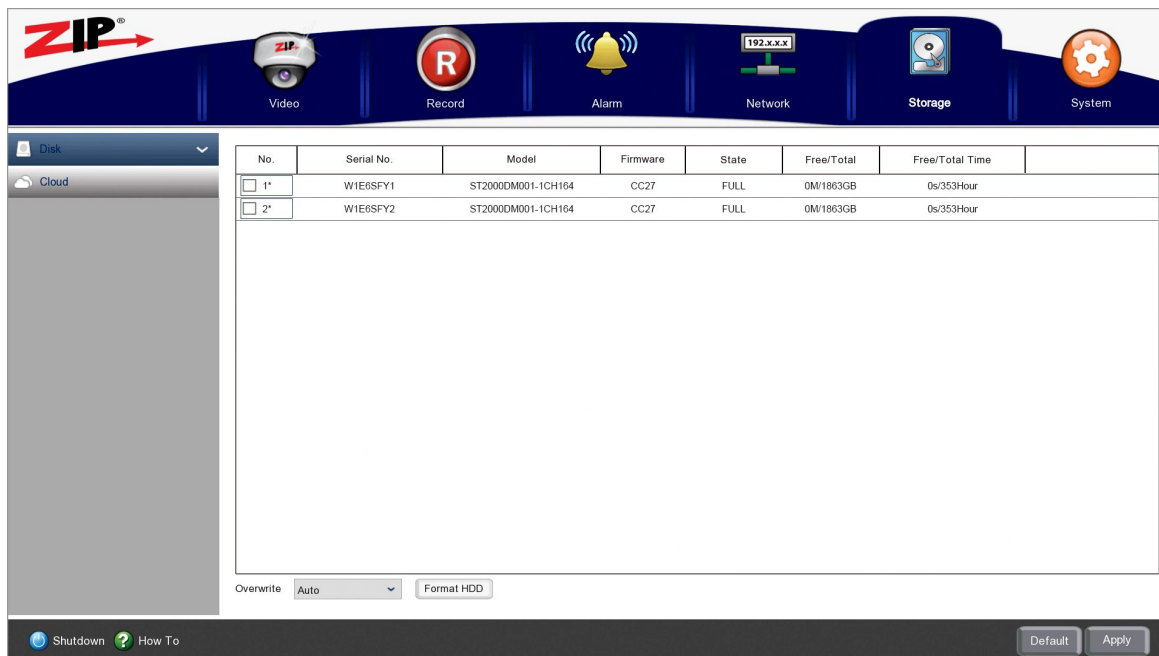 ZIP®
ZIP
R
192.x.x.x
Video
Record
Alarm
Network
Storage
System
Disk
Cloud
No. Serial No. Model Firmware State Free/Total Free/Total Time
1* W1E6SFY1 ST2000DM001-1CH164 CC27 FULL 0M/1863GB 0s/353Hour
2* W1E6SFY2 ST2000DM001-1CH164 CC27 FULL 0M/1863GB 0s/353Hour
Overwrite Auto Format HDD
Shutdown ? How To Default Apply